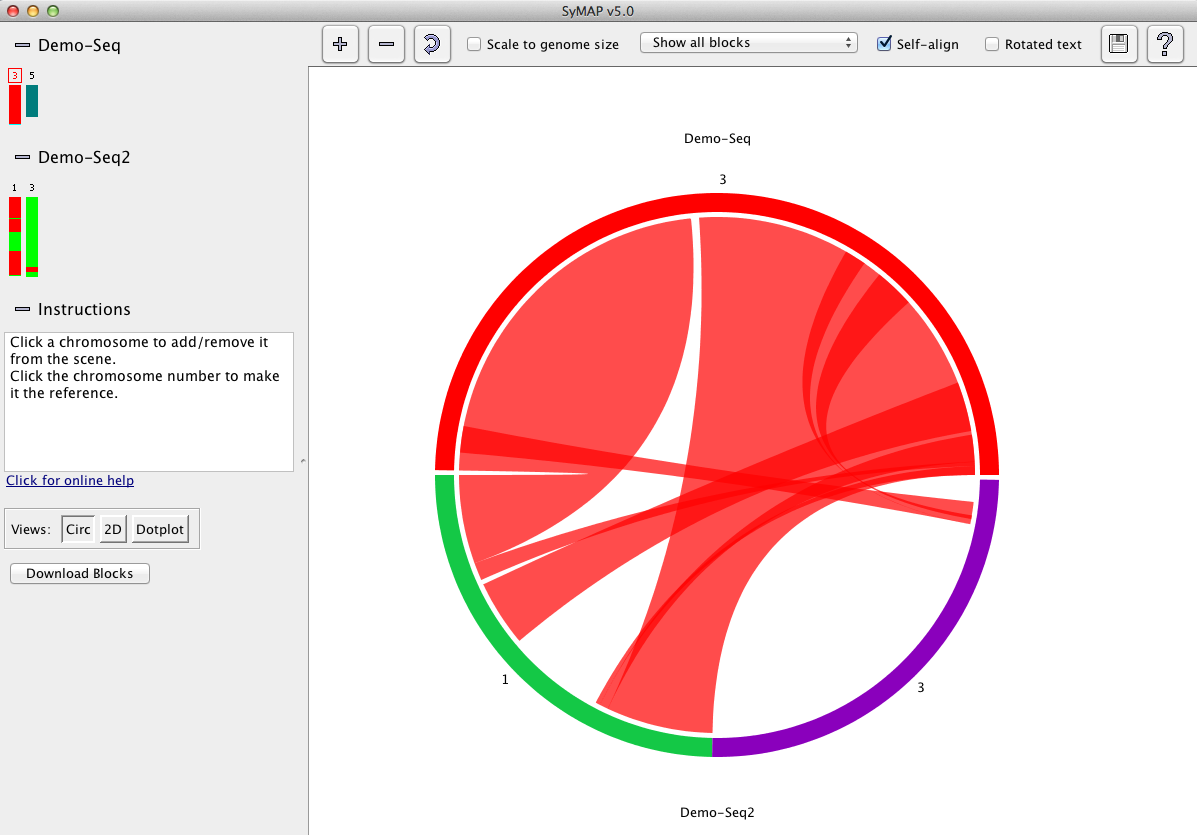 SyMAP v5.0
Demo-Seq
3 5
Demo-Seq2
1 3
Instructions
Click a chromosome to add/remove it
from the scene.
Click the chromosome number to make
it the reference.
Click for online help
Views: Circ 2D Dotplot
Download Blocks
+ − Scale to genome size Show all blocks Self-align Rotated text ?
Demo-Seq
3
1
3
Demo-Seq2